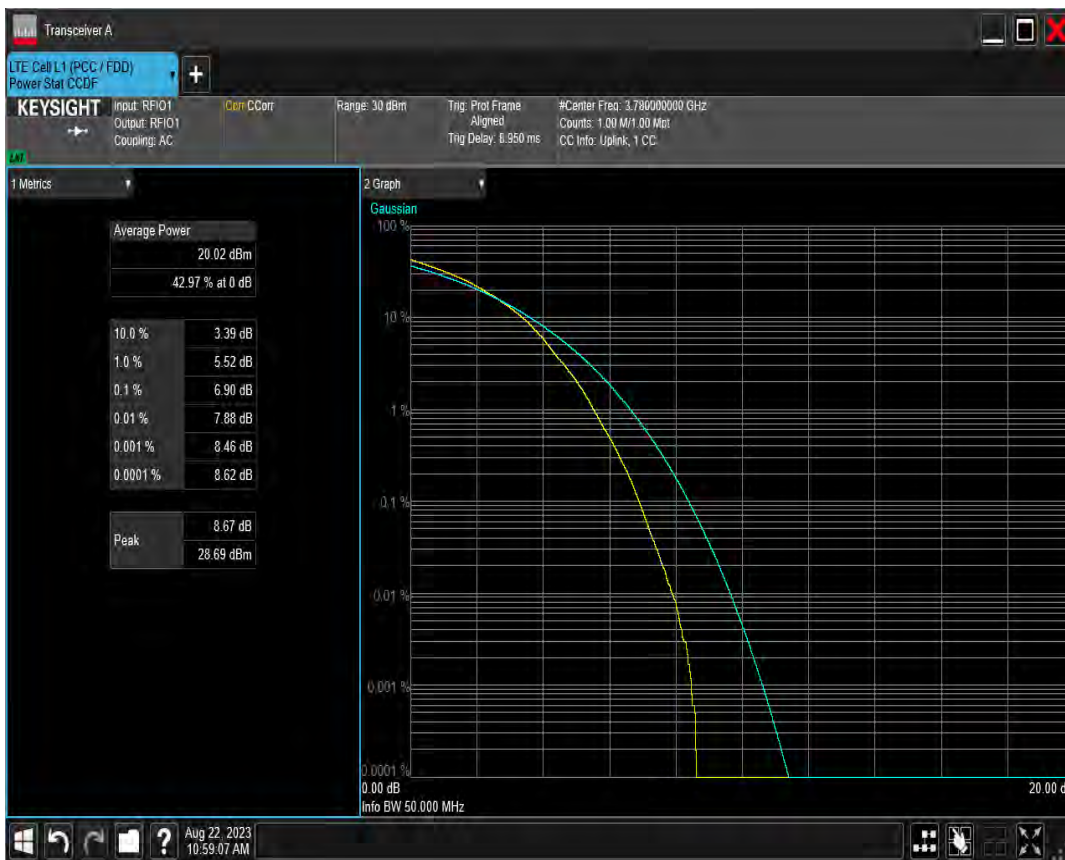 Transceiver A
LTE Cell L1 (PCC / FDD)
Power Stat CCDF
+
KEYSIGHT
LXI
Input: RFIO1
Output: RFIO1
Coupling: AC
Corr CCorr
Range: 30 dBm
Trig: Prot Frame
Aligned
Trig Delay: 8.950 ms
#Center Freq: 3.780000000 GHz
Counts: 1.00 M/1.00 Mpt
CC Info: Uplink, 1 CC
1 Metrics
Average Power
20.02 dBm
42.97 % at 0 dB
10.0 % 3.39 dB
1.0 % 5.52 dB
0.1 % 6.90 dB
0.01 % 7.88 dB
0.001 % 8.46 dB
0.0001 % 8.62 dB
Peak 8.67 dB
28.69 dBm
2 Graph
Gaussian
100 %
10 %
1 %
0.1 %
0.01 %
0.001 %
0.0001 %
0.00 dB 20.00 d
Info BW 50.000 MHz
?
Aug 22, 2023
10:59:07 AM